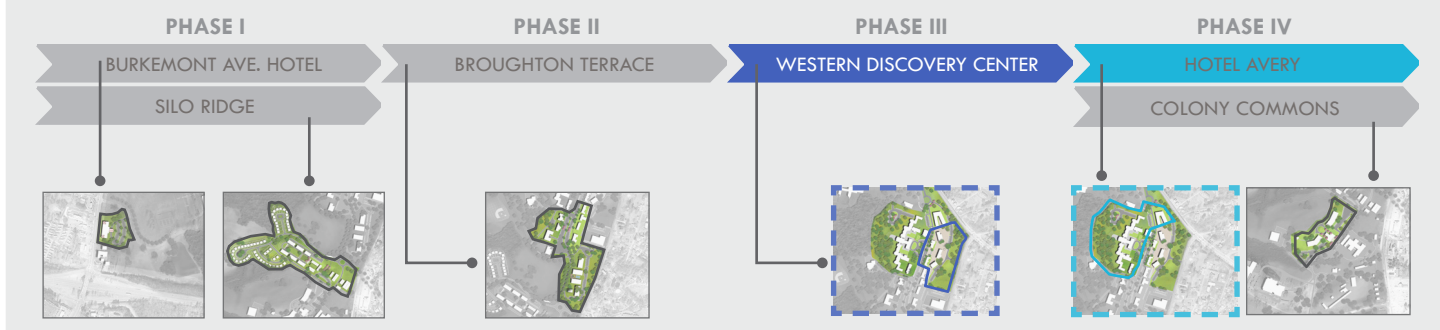 PHASE I
PHASE II
PHASE III
PHASE IV
BURKEMONT AVE. HOTEL
BROUGHTON TERRACE
WESTERN DISCOVERY CENTER
HOTEL AVERY
SILO RIDGE
COLONY COMMONS